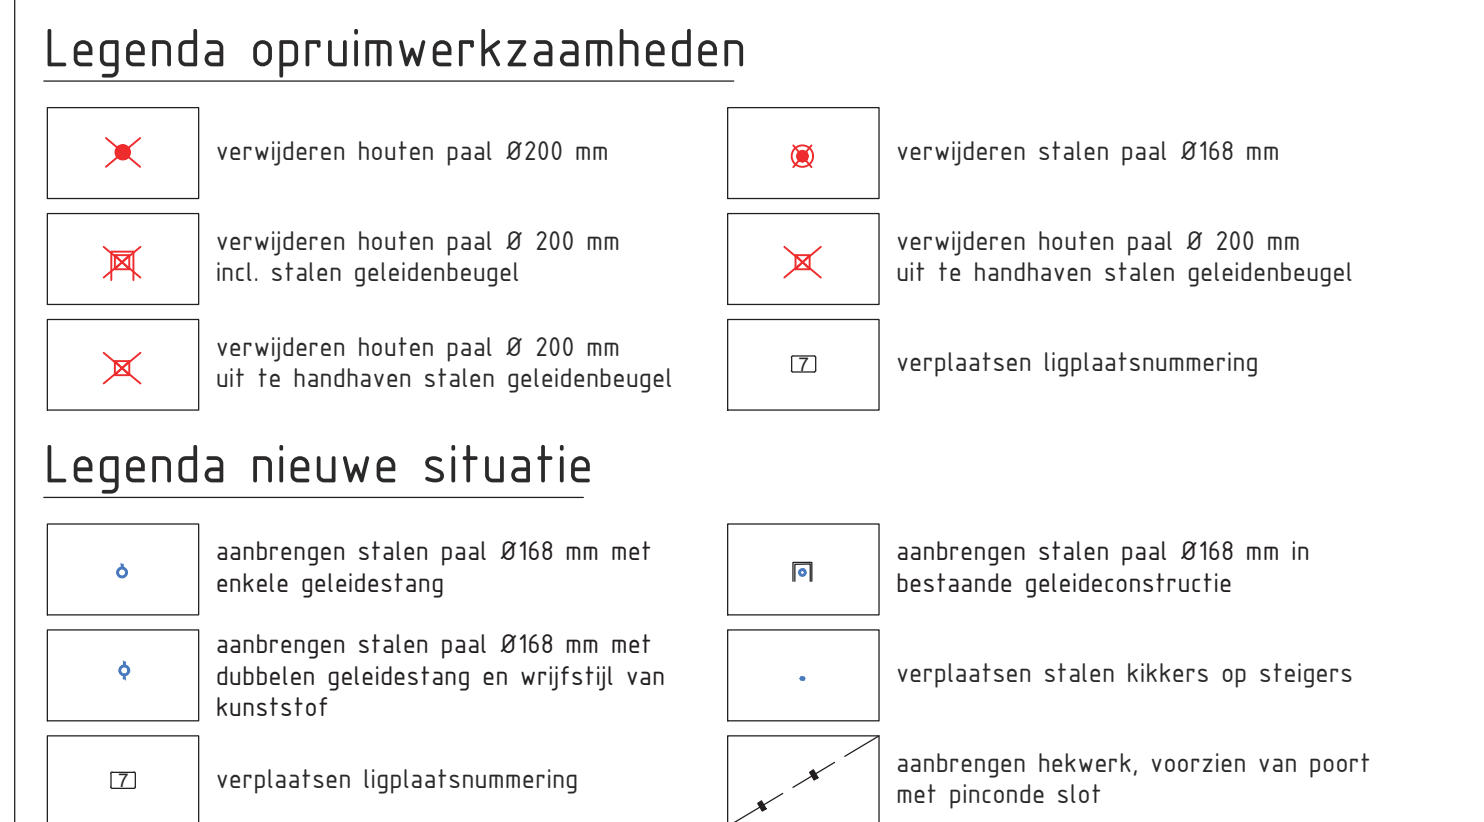 Legenda opruimwerkzaamheden
verwijderen houten paal Ø200 mm
verwijderen stalen paal Ø168 mm
verwijderen houten paal Ø 200 mm
incl. stalen geleidenbeugel
verwijderen houten paal Ø 200 mm
uit te handhaven stalen geleidenbeugel
verwijderen houten paal Ø 200 mm
uit te handhaven stalen geleidenbeugel
7
verplaatsen ligplaatsnummering
Legenda nieuwe situatie
aanbrengen stalen paal Ø168 mm met
enkele geleidestang
aanbrengen stalen paal Ø168 mm in
bestaande geleideconstructie
aanbrengen stalen paal Ø168 mm met
dubbelen geleidestang en wrijfstijl van
kunststof
verplaatsen stalen kikkers op steigers
7
verplaatsen ligplaatsnummering
aanbrengen hekwerk, voorzien van poort
met pinconde slot